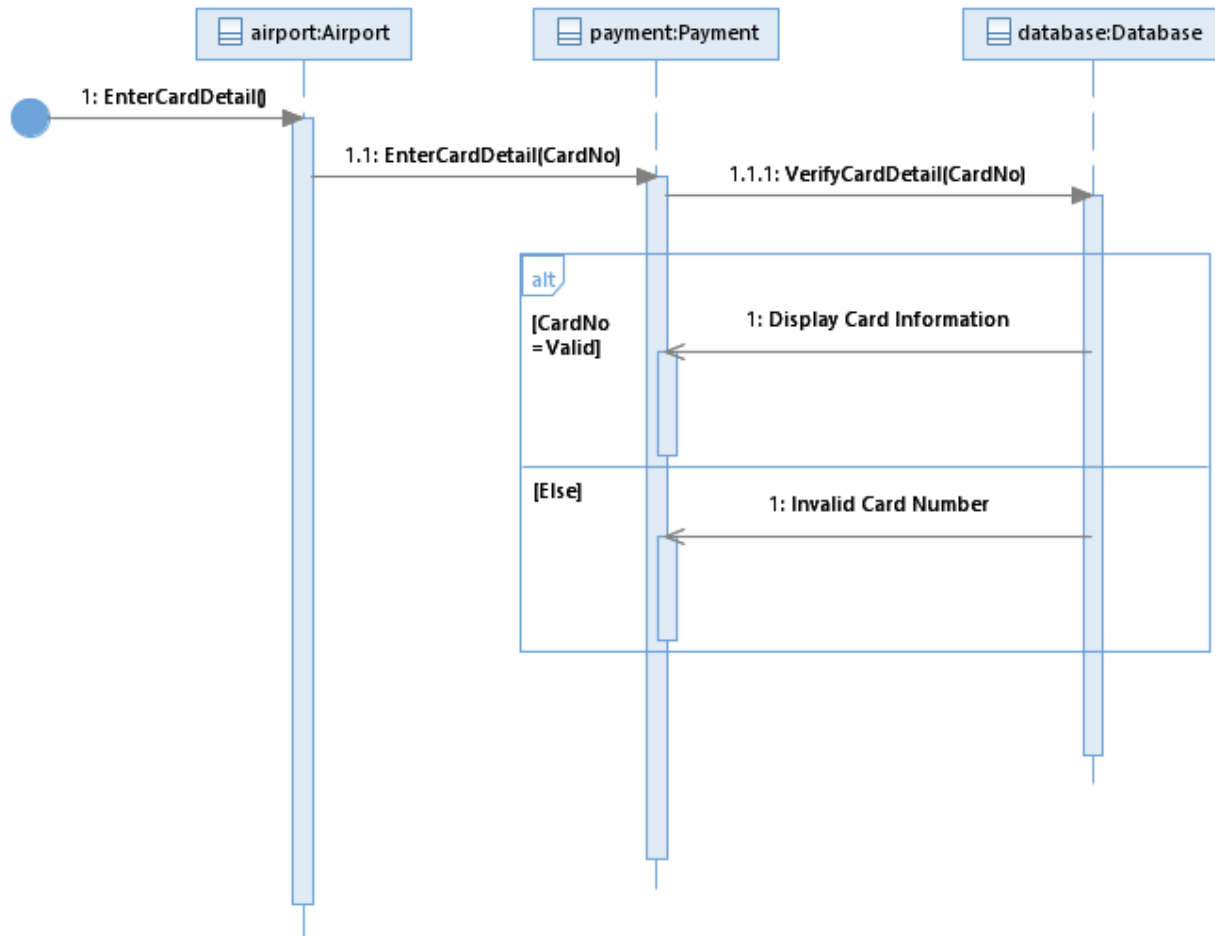 airport:Airport
payment:Payment
database:Database
1: EnterCardDetail()
1.1: EnterCardDetail(CardNo)
1.1.1: VerifyCardDetail(CardNo)
alt
[CardNo
=Valid]
1: Display Card Information
[Else]
1: Invalid Card Number